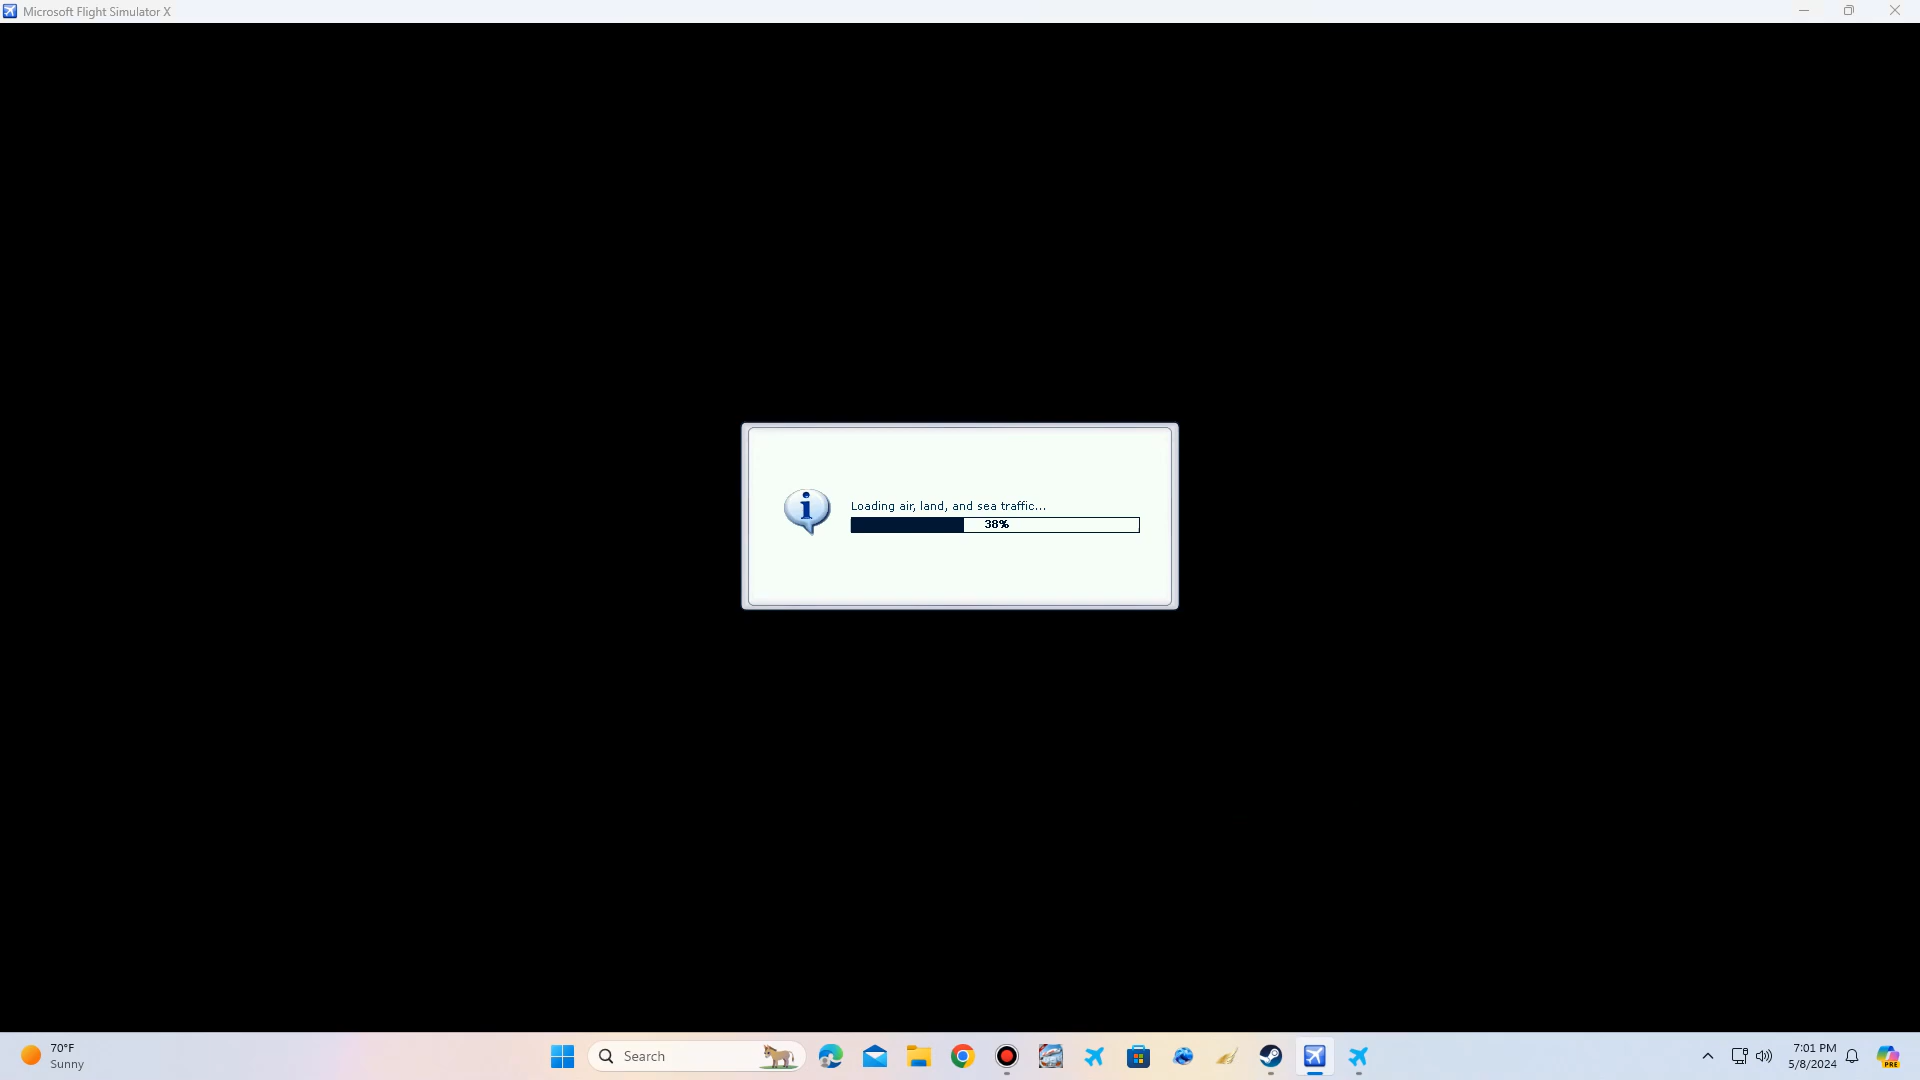 Microsoft Flight Simulator X
Loading air, land, and sea traffic...
38%
70°F
Sunny
Search
7:01 PM
5/8/2024
PRE